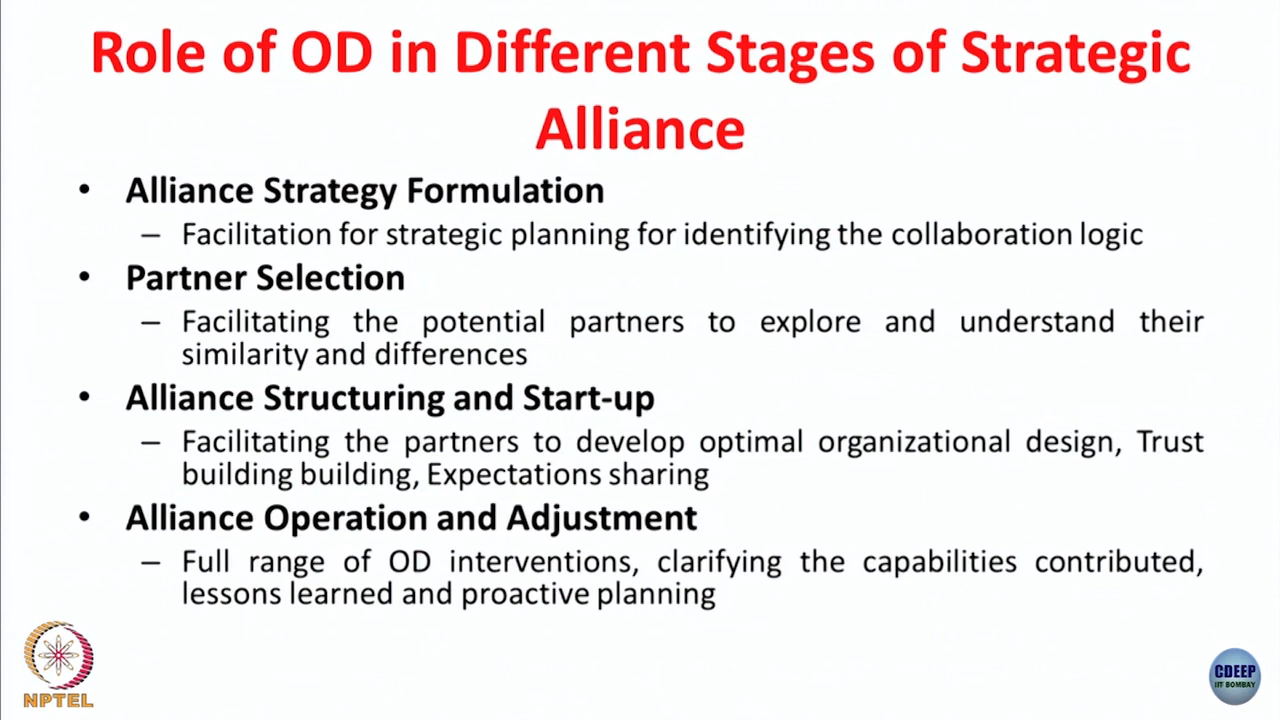 Role of OD in Different Stages of Strategic
Alliance
• Alliance Strategy Formulation
– Facilitation for strategic planning for identifying the collaboration logic
• Partner Selection
– Facilitating the potential partners to explore and understand their
similarity and differences
• Alliance Structuring and Start-up
– Facilitating the partners to develop optimal organizational design, Trust
building building, Expectations sharing
• Alliance Operation and Adjustment
– Full range of OD interventions, clarifying the capabilities contributed,
lessons learned and proactive planning
NPTEL
CDEEP
IIT BOMBAY